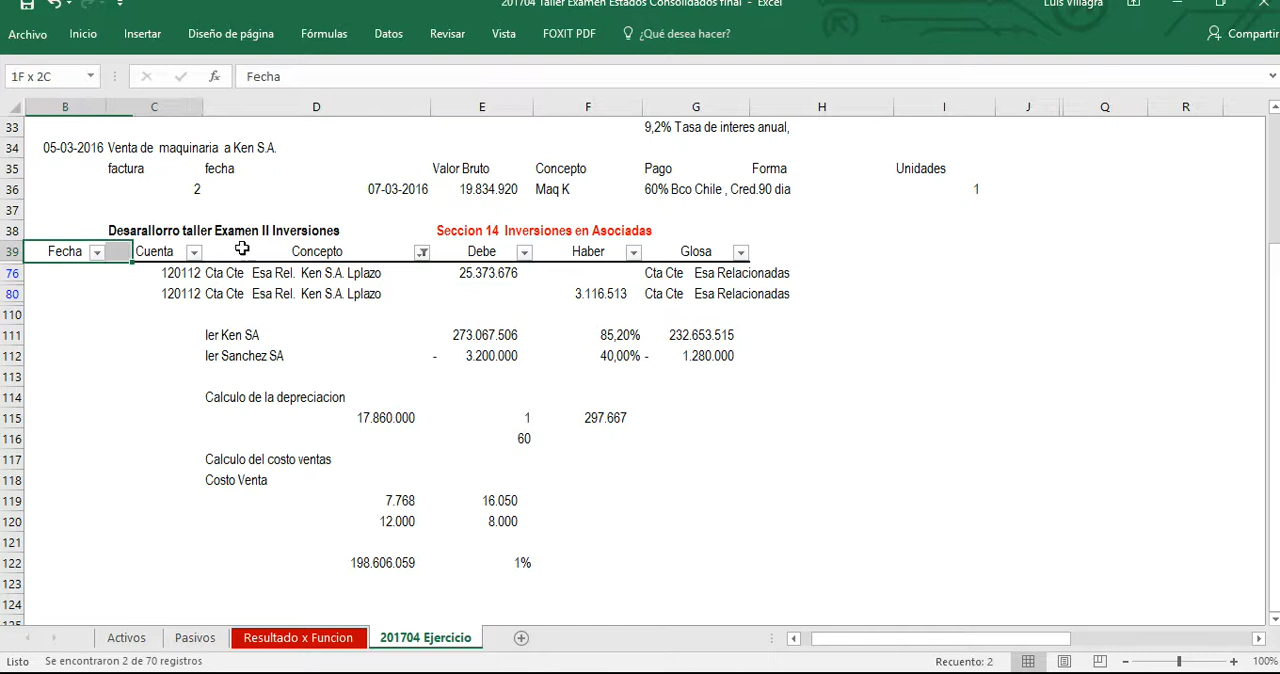 201704 Taller Examen Estados Consolidados final - Excel Luis Villagra
Archivo Inicio Insertar Diseño de página Fórmulas Datos Revisar Vista FOXIT PDF ¿Qué desea hacer? Compartir
1F x 2C fx Fecha
B C D E F G H I J Q R
33 9,2% Tasa de interes anual,
34 05-03-2016 Venta de maquinaria a Ken S.A.
35 factura fecha Valor Bruto Concepto Pago Forma Unidades
36 2 07-03-2016 19.834.920 Maq K 60% Bco Chile , Cred.90 dia 1
37
38 Desarallorro taller Examen II Inversiones Seccion 14 Inversiones en Asociadas
39 Fecha Cuenta Concepto Debe Haber Glosa
76 120112 Cta Cte Esa Rel. Ken S.A. Lplazo 25.373.676 Cta Cte Esa Relacionadas
80 120112 Cta Cte Esa Rel. Ken S.A. Lplazo 3.116.513 Cta Cte Esa Relacionadas
110
111 Ier Ken SA 273.067.506 85,20% 232.653.515
112 Ier Sanchez SA - 3.200.000 40,00% - 1.280.000
113
114 Calculo de la depreciacion
115 17.860.000 1 297.667
116 60
117 Calculo del costo ventas
118 Costo Venta
119 7.768 16.050
120 12.000 8.000
121
122 198.606.059 1%
123
124
Activos Pasivos Resultado x Funcion 201704 Ejercicio
Listo Se encontraron 2 de 70 registros Recuento: 2 100%